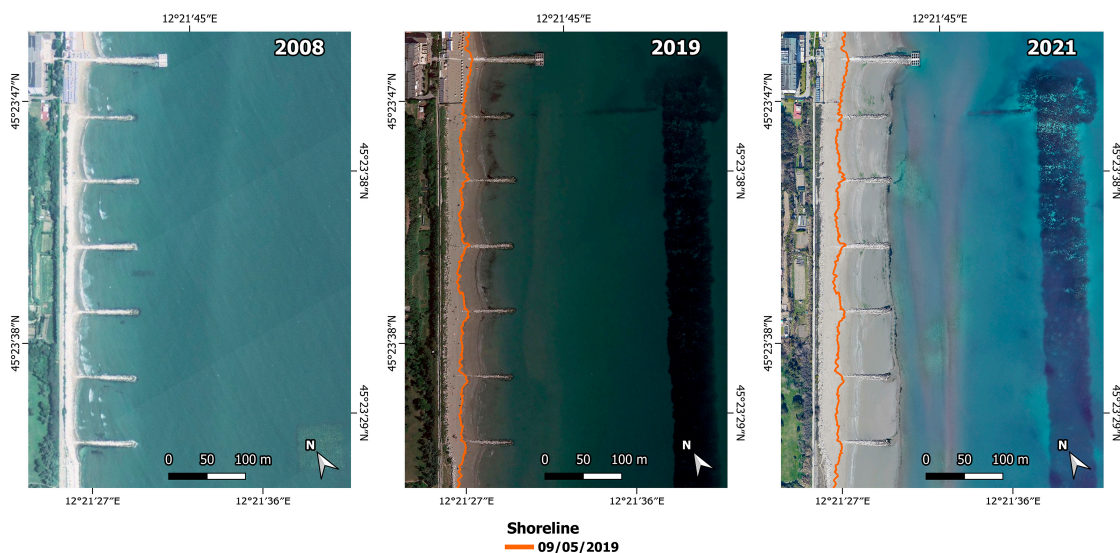 12°21'45"E
12°21'45"E
12°21'45"E
2008
2019
2021
45°23'47"N
45°23'47"N
45°23'47"N
45°23'38"N
45°23'38"N
45°23'38"N
45°23'38"N
45°23'38"N
45°23'38"N
45°23'29"N
45°23'29"N
45°23'29"N
N
N
N
0 50 100 m
0 50 100 m
0 50 100 m
12°21'27"E
12°21'36"E
12°21'27"E
12°21'36"E
12°21'27"E
12°21'36"E
Shoreline
09/05/2019